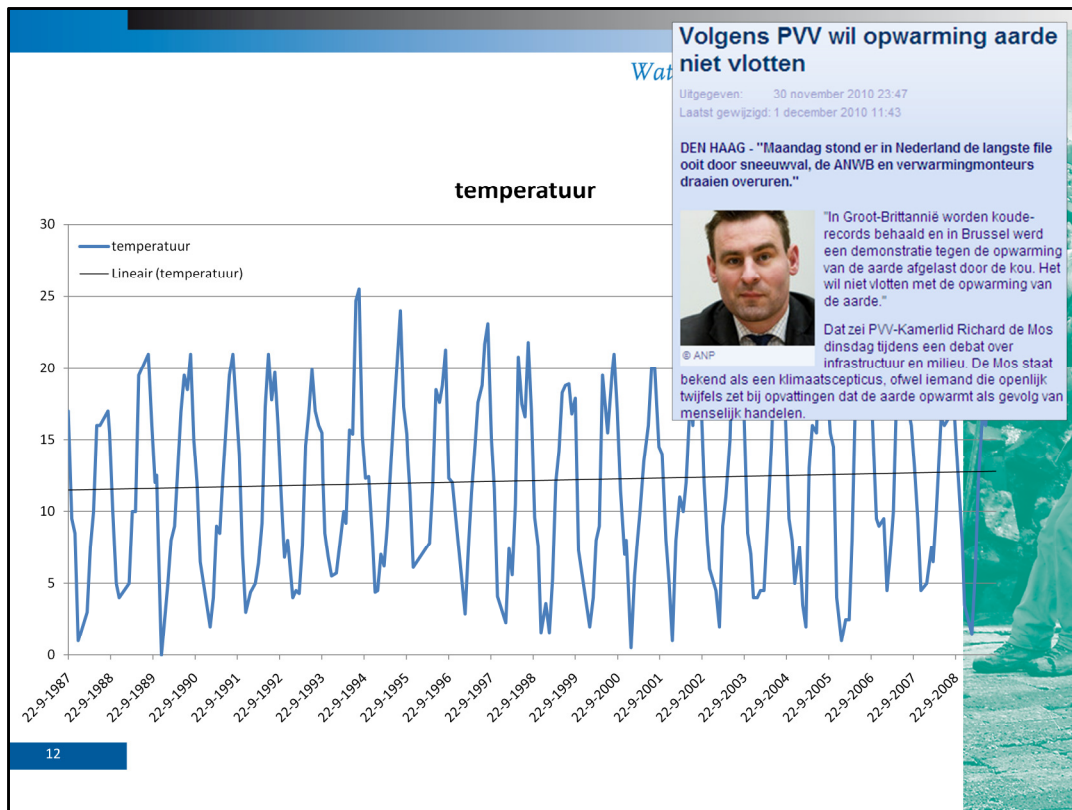 Wat
Volgens PVV wil opwarming aarde
niet vlotten
Uitgegeven: 30 november 2010 23:47
Laatst gewijzigd: 1 december 2010 11:43
DEN HAAG - "Maandag stond er in Nederland de langste file
ooit door sneeuwval, de ANWB en verwarmingmonteurs
draaien overuren."
"In Groot-Brittannië worden koude-
records behaald en in Brussel werd
een demonstratie tegen de opwarming
van de aarde afgelast door de kou. Het
wil niet vlotten met de opwarming van
de aarde."
© ANP
Dat zei PVV-Kamerlid Richard de Mos
dinsdag tijdens een debat over
infrastructuur en milieu. De Mos staat
bekend als een klimaatscepticus, ofwel iemand die openlijk
twijfels zet bij opvattingen dat de aarde opwarmt als gevolg van
menselijk handelen.
temperatuur
temperatuur
Lineair (temperatuur)
30
25
20
15
10
5
0
22-9-1987
22-9-1988
22-9-1989
22-9-1990
22-9-1991
22-9-1992
22-9-1993
22-9-1994
22-9-1995
22-9-1996
22-9-1997
22-9-1998
22-9-1999
22-9-2000
22-9-2001
22-9-2002
22-9-2003
22-9-2004
22-9-2005
22-9-2006
22-9-2007
22-9-2008
12